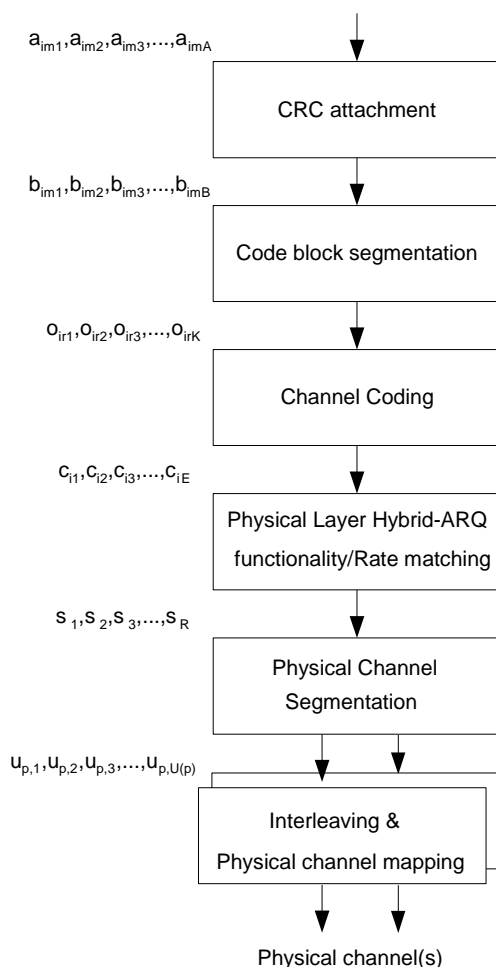 a_im1,a_im2,a_im3,...,a_imA
CRC attachment
b_im1,b_im2,b_im3,...,b_imB
Code block segmentation
o_ir1,o_ir2,o_ir3,...,o_irK
Channel Coding
c_i1,c_i2,c_i3,...,c_iE
Physical Layer Hybrid-ARQ
functionality/Rate matching
s_1,s_2,s_3,...,s_R
Physical Channel
Segmentation
u_p,1,u_p,2,u_p,3,...,u_p,U(p)
Interleaving &
Physical channel mapping
Physical channel(s)